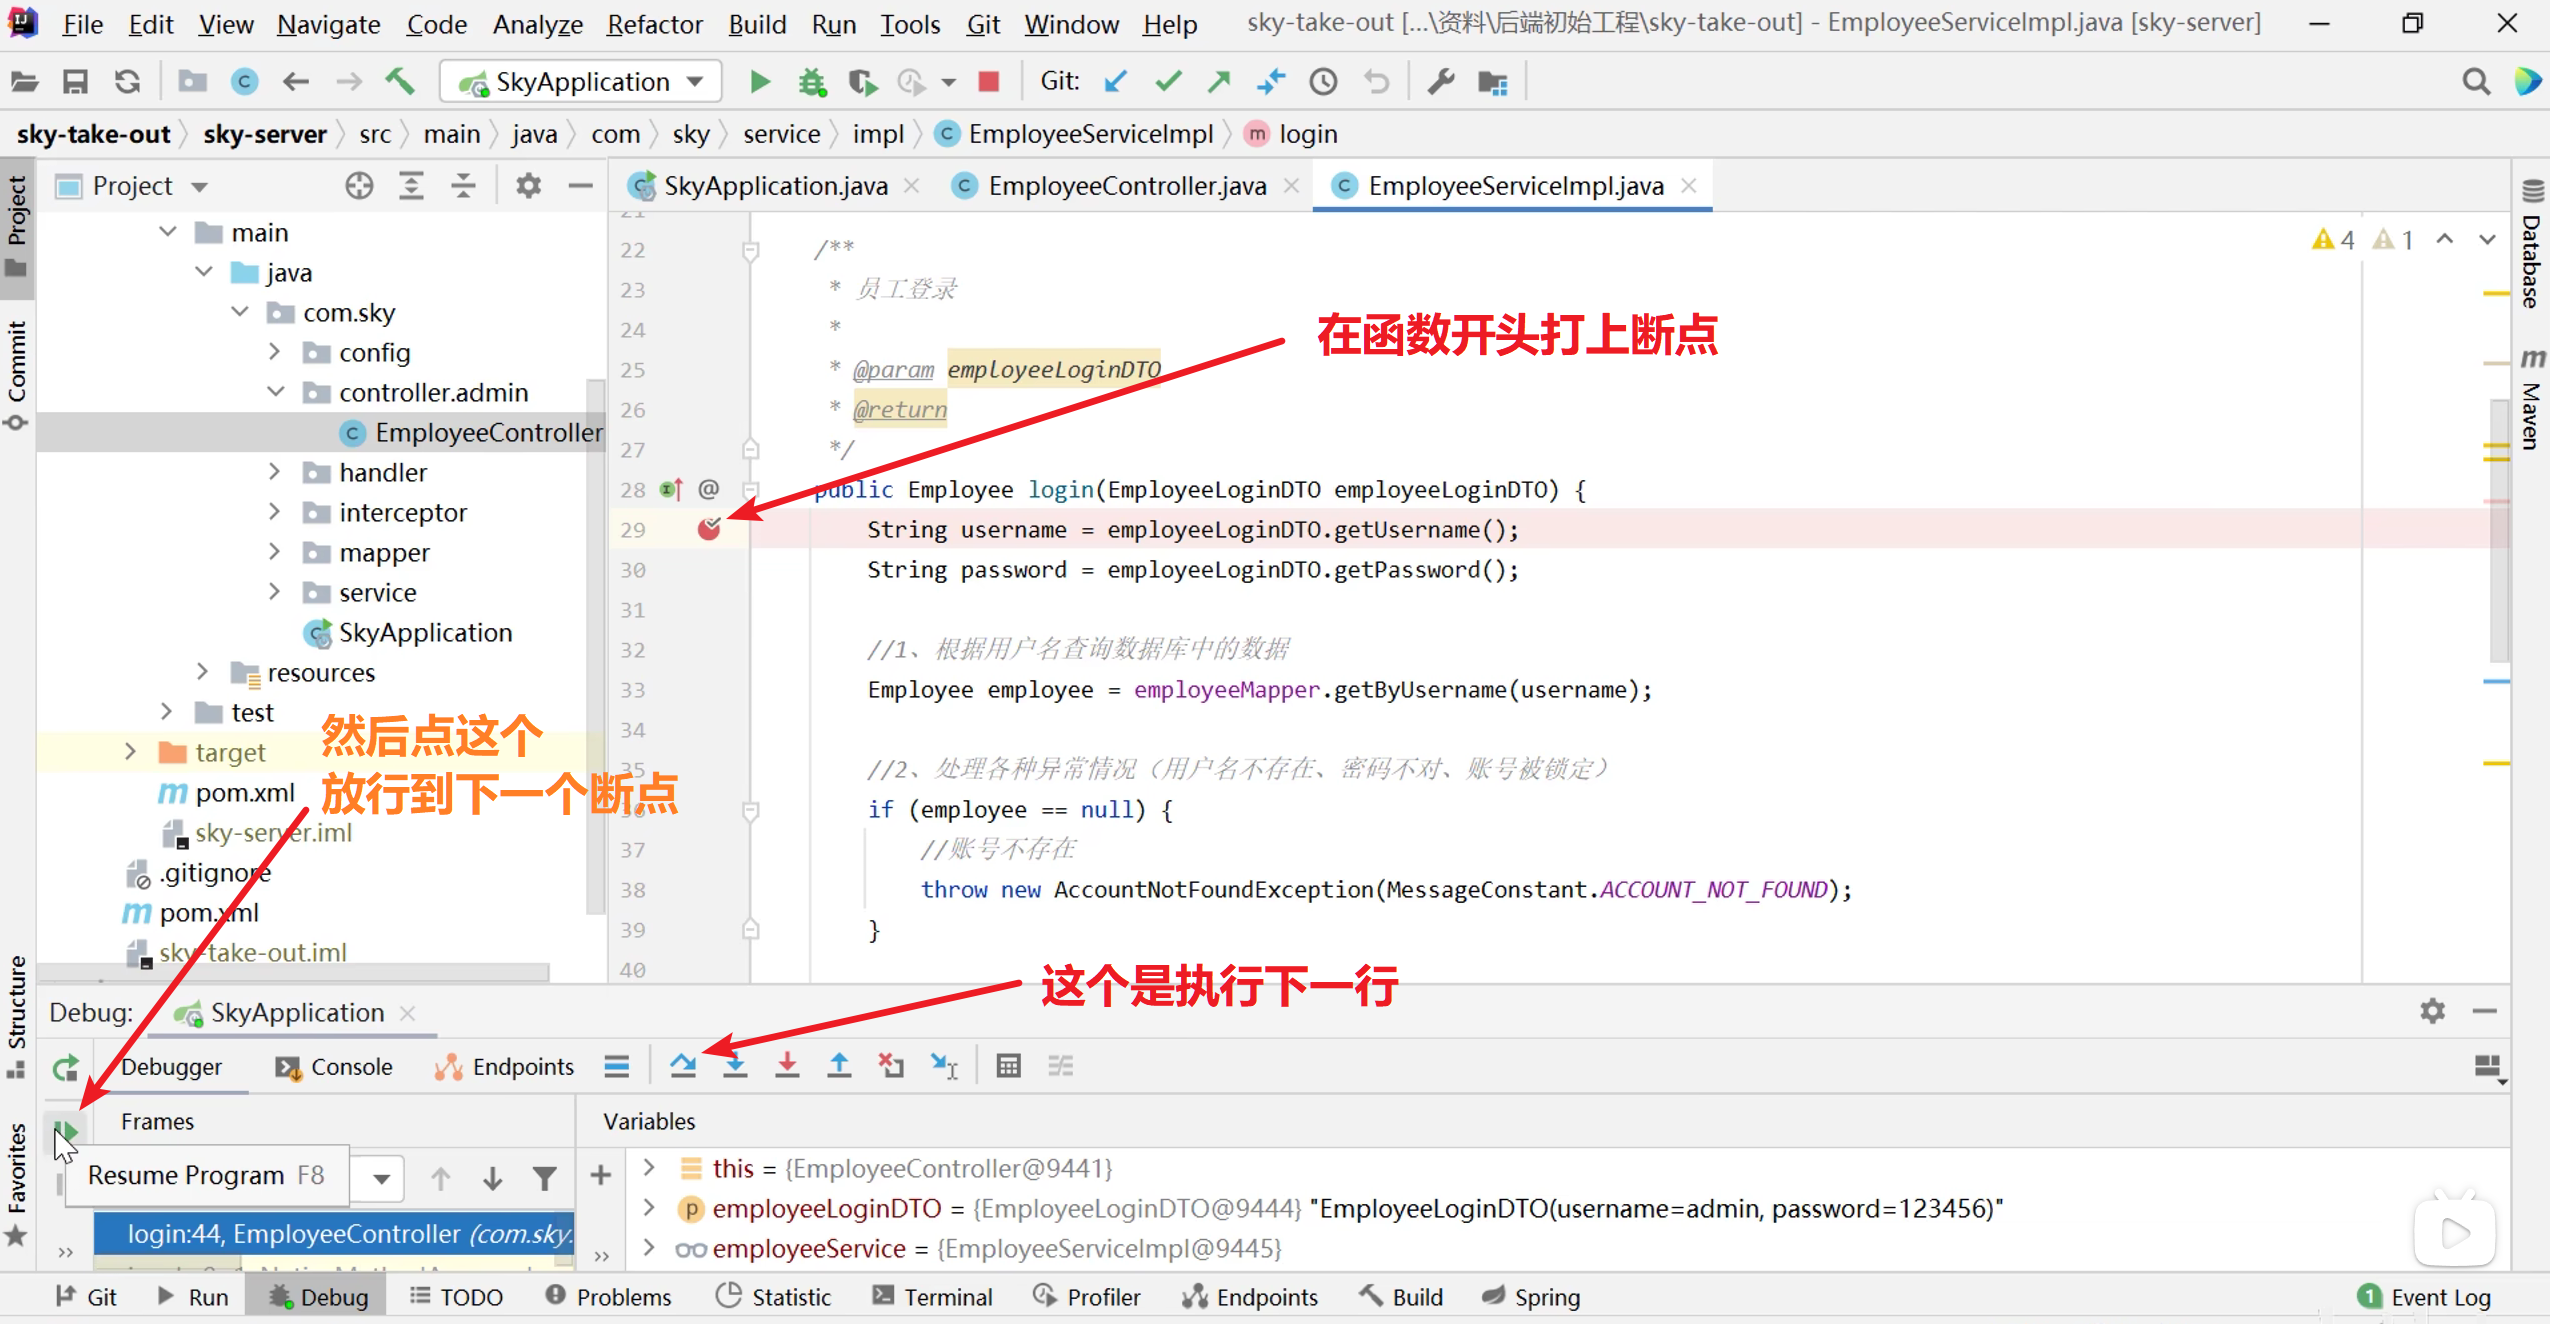 File Edit View Navigate Code Analyze Refactor Build Run Tools Git Window Help sky-take-out [...\资料\后端初始工程\sky-take-out] - EmployeeServiceImpl.java [sky-server]
SkyApplication Git:
sky-take-out sky-server src main java com sky service impl EmployeeServiceImpl login
Project
SkyApplication.java EmployeeController.java EmployeeServiceImpl.java
Project
Commit
Structure
Favorites
Database
Maven
main
java
com.sky
config
controller.admin
EmployeeController
handler
interceptor
mapper
service
SkyApplication
resources
test
target
pom.xml
sky-server.iml
.gitignore
pom.xml
sky-take-out.iml
然后点这个
放行到下一个断点
4 1
22 /**
23 * 员工登录
24 *
25 * @param employeeLoginDTO
26 * @return
27 */
28 public Employee login(EmployeeLoginDTO employeeLoginDTO) {
29 String username = employeeLoginDTO.getUsername();
30 String password = employeeLoginDTO.getPassword();
31
32 //1、根据用户名查询数据库中的数据
33 Employee employee = employeeMapper.getByUsername(username);
34
35 //2、处理各种异常情况（用户名不存在、密码不对、账号被锁定）
36 if (employee == null) {
37 //账号不存在
38 throw new AccountNotFoundException(MessageConstant.ACCOUNT_NOT_FOUND);
39 }
40
在函数开头打上断点
这个是执行下一行
Debug: SkyApplication
Debugger Console Endpoints
Frames
Variables
Resume Program F8
login:44, EmployeeController (com.sky.
this = {EmployeeController@9441}
employeeLoginDTO = {EmployeeLoginDTO@9444} "EmployeeLoginDTO(username=admin, password=123456)"
employeeService = {EmployeeServiceImpl@9445}
Git Run Debug TODO Problems Statistic Terminal Profiler Endpoints Build Spring 1 Event Log